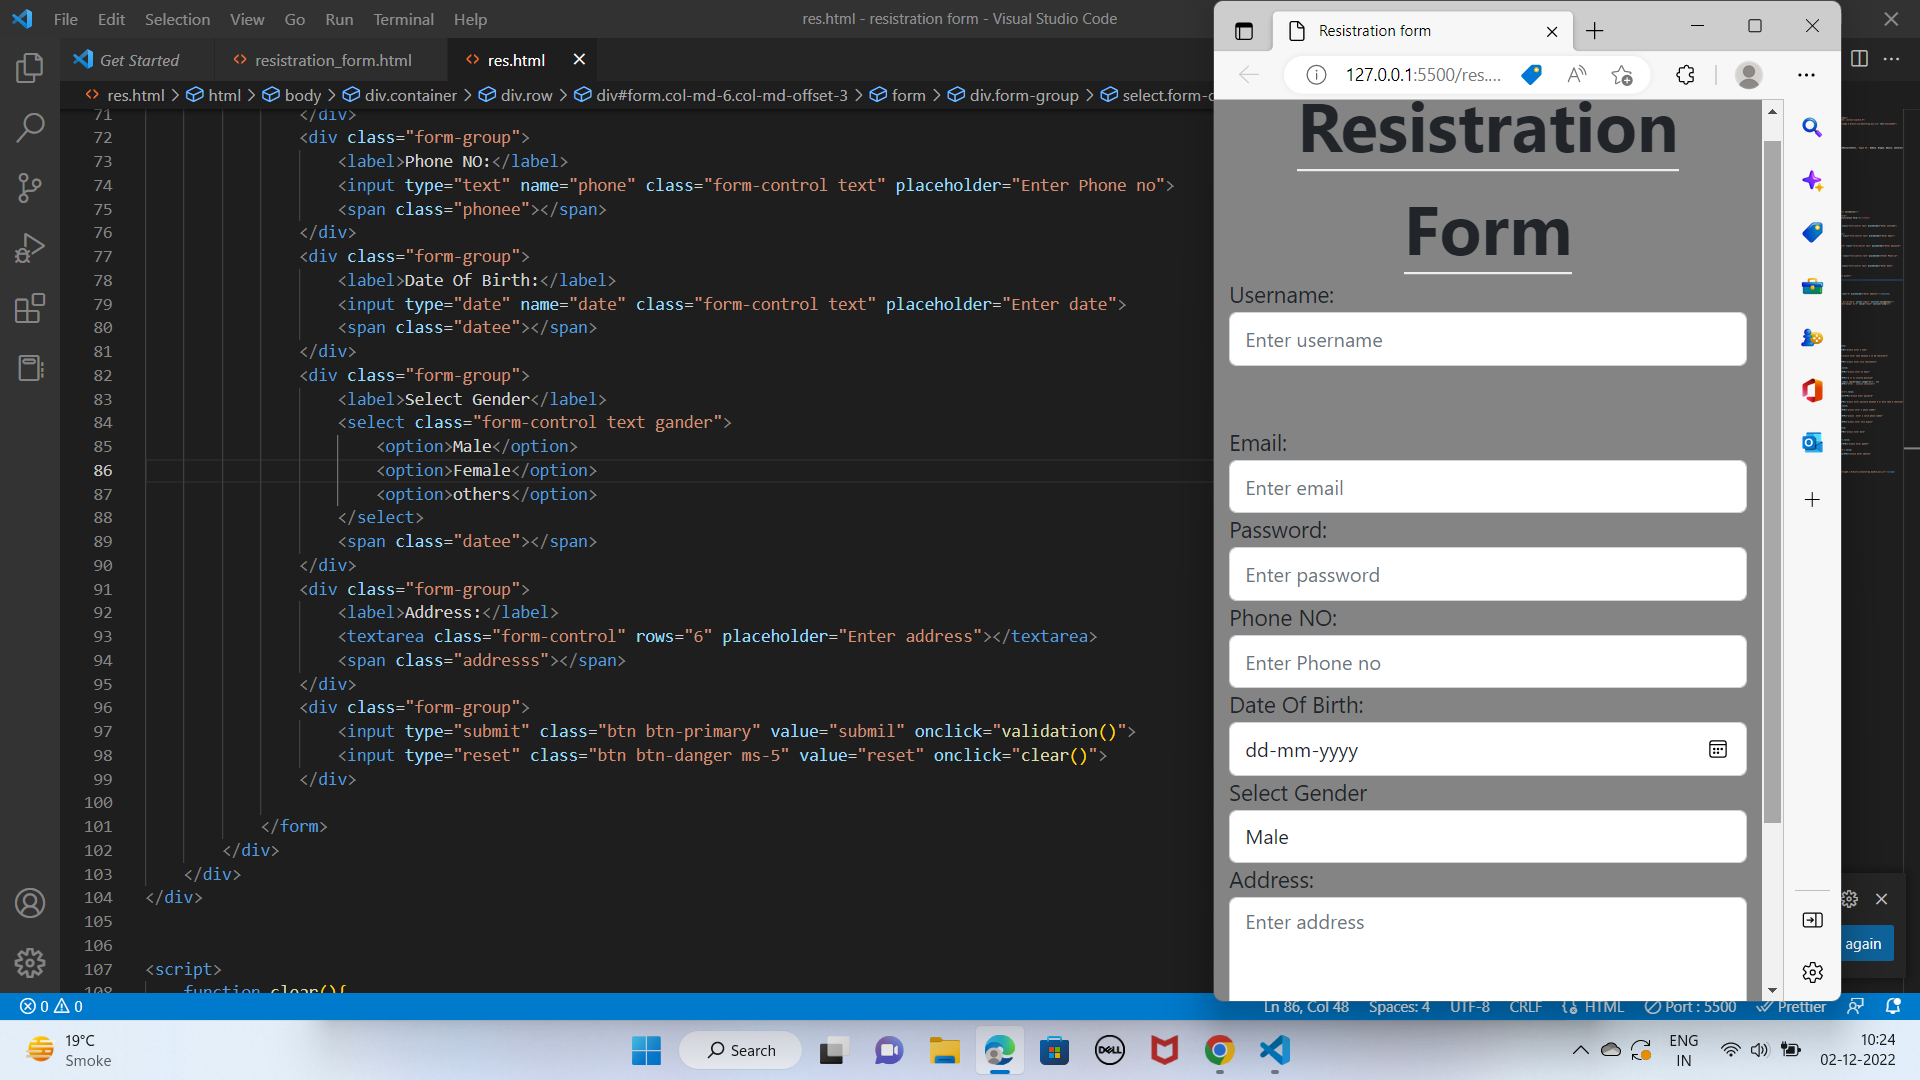 File Edit Selection View Go Run Terminal Help
res.html - resistration form - Visual Studio Code
Get Started
resistration_form.html
res.html
res.html > html > body > div.container > div.row > div#form.col-md-6.col-md-offset-3 > form > div.form-group > select.form-c
71 </div>
72 <div class="form-group">
73 <label>Phone NO:</label>
74 <input type="text" name="phone" class="form-control text" placeholder="Enter Phone no">
75 <span class="phonee"></span>
76 </div>
77 <div class="form-group">
78 <label>Date Of Birth:</label>
79 <input type="date" name="date" class="form-control text" placeholder="Enter date">
80 <span class="datee"></span>
81 </div>
82 <div class="form-group">
83 <label>Select Gender</label>
84 <select class="form-control text gander">
85 <option>Male</option>
86 <option>Female</option>
87 <option>others</option>
88 </select>
89 <span class="datee"></span>
90 </div>
91 <div class="form-group">
92 <label>Address:</label>
93 <textarea class="form-control" rows="6" placeholder="Enter address"></textarea>
94 <span class="addresss"></span>
95 </div>
96 <div class="form-group">
97 <input type="submit" class="btn btn-primary" value="submil" onclick="validation()">
98 <input type="reset" class="btn btn-danger ms-5" value="reset" onclick="clear()">
99 </div>
100
101 </form>
102 </div>
103 </div>
104 </div>
105
106
107 <script>
108 function clear(){
Resistration form
127.0.0.1:5500/res....
Resistration
Form
Username:
Enter username
Email:
Enter email
Password:
Enter password
Phone NO:
Enter Phone no
Date Of Birth:
dd-mm-yyyy
Select Gender
Male
Address:
Enter address
again
0 0
Ln 86, Col 48 Spaces: 4 UTF-8 CRLF HTML Port : 5500 Prettier
19°C
Smoke
Search
DELL
ENG
IN
10:24
02-12-2022